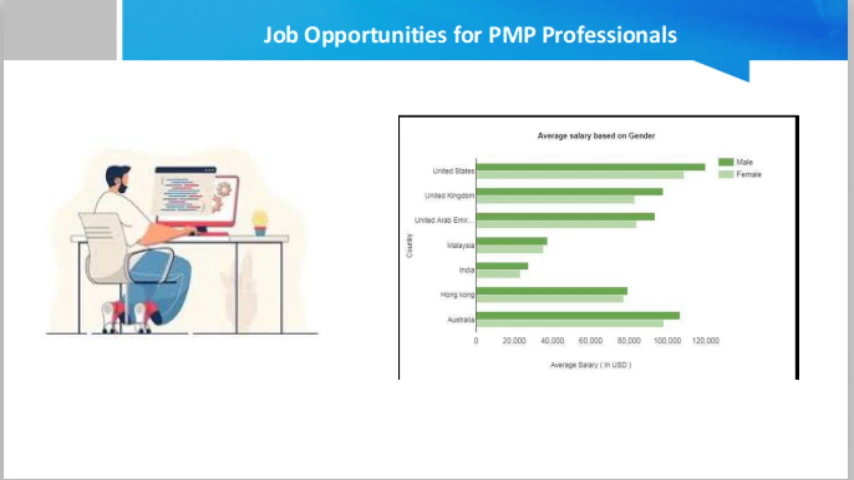 Job Opportunities for PMP Professionals
Average salary based on Gender
Male
Female
United States
United Kingdom
United Arab Emir...
Malaysia
India
Hong kong
Australia
Country
0 20,000 40,000 60,000 80,000 100,000 120,000
Average Salary ( in USD )